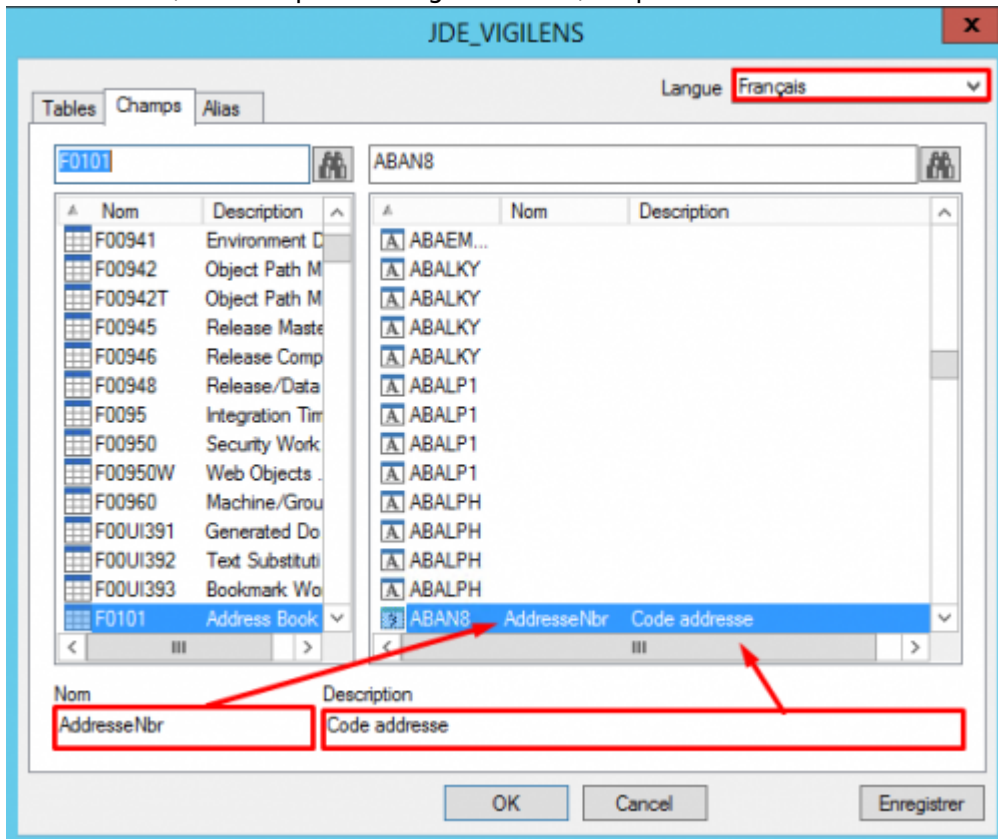 JDE_VIGILENS
x
Langue Français
Tables Champs Alias
F0101 ABAN8
Nom Description Nom Description
F00941 Environment D ABAEM...
F00942 Object Path M ABALKY
F00942T Object Path M ABALKY
F00945 Release Maste ABALKY
F00946 Release Comp ABALKY
F00948 Release/Data ABALP1
F0095 Integration Tim ABALP1
F00950 Security Work ABALP1
F00950W Web Objects . ABALP1
F00960 Machine/Grou ABALPH
F00UI391 Generated Do ABALPH
F00UI392 Text Substituti ABALPH
F00UI393 Bookmark Wo ABALPH
F0101 Address Book ABAN8 AddresseNbr Code addresse
Nom Description
AddresseNbr Code addresse
OK Cancel Enregistrer